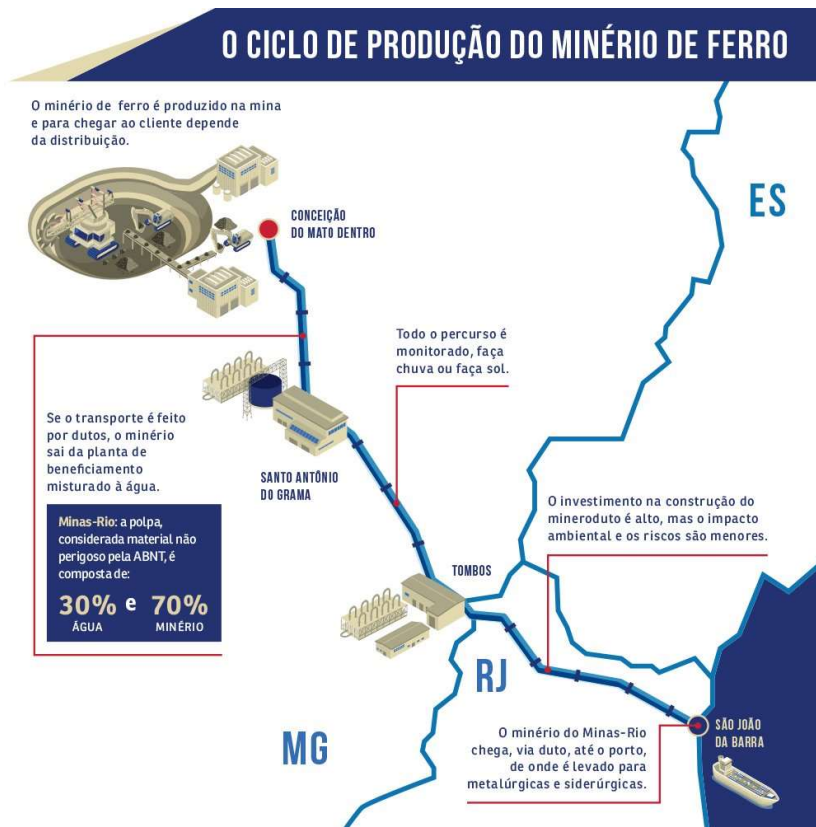 O CICLO DE PRODUÇÃO DO MINÉRIO DE FERRO
O minério de ferro é produzido na mina
e para chegar ao cliente depende
da distribuição.
ES
CONCEIÇÃO
DO MATO DENTRO
Todo o percurso é
monitorado, faça
chuva ou faça sol.
Se o transporte é feito
por dutos, o minério
sai da planta de
beneficiamento
misturado à água.
SANTO ANTÔNIO
DO GRAMA
Minas-Rio: a polpa,
considerada material não
perigoso pela ABNT, é
composta de:
30% e 70%
ÁGUA MINÉRIO
O investimento na construção do
mineroduto é alto, mas o impacto
ambiental e os riscos são menores.
TOMBOS
RJ
MG
SÃO JOÃO
DA BARRA
O minério do Minas-Rio
chega, via duto, até o porto,
de onde é levado para
metalúrgicas e siderúrgicas.